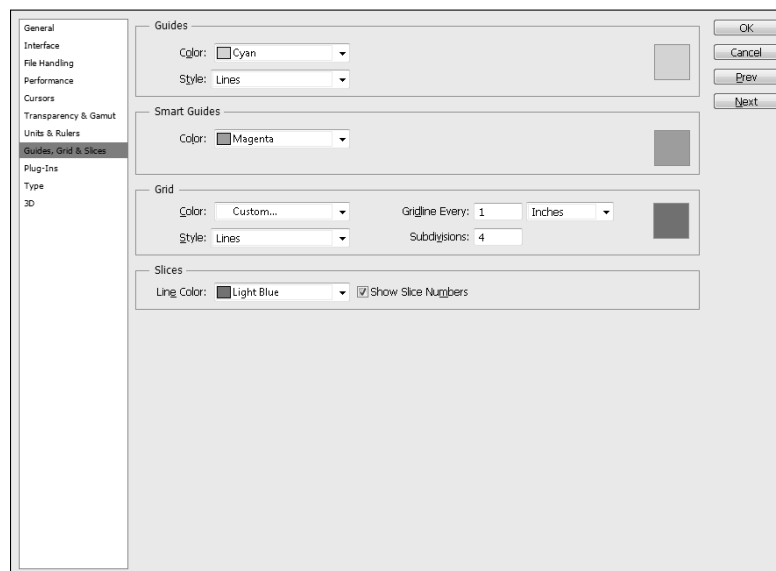 General
Interface
File Handling
Performance
Cursors
Transparency & Gamut
Units & Rulers
Guides, Grid & Slices
Plug-Ins
Type
3D
Guides
Color: Cyan
Style: Lines
Smart Guides
Color: Magenta
Grid
Color: Custom... Gridline Every: 1 Inches
Style: Lines Subdivisions: 4
Slices
Line Color: Light Blue Show Slice Numbers
OK
Cancel
Prev
Next